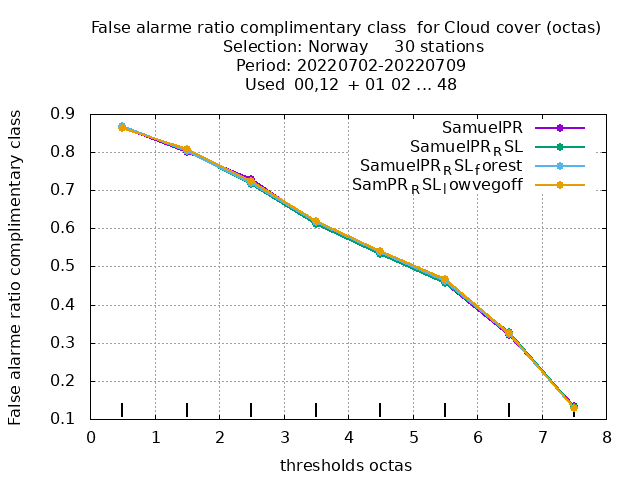 False alarme ratio complimentary class for Cloud cover (octas)
Selection: Norway 30 stations
Period: 20220702-20220709
Used 00,12 + 01 02 ... 48
SamuelPR
SamuelPR_RSL
SamuelPR_RSL_forest
SamPR_RSL_lowvegoff
False alarme ratio complimentary class
0.9
0.8
0.7
0.6
0.5
0.4
0.3
0.2
0.1
0 1 2 3 4 5 6 7 8
thresholds octas